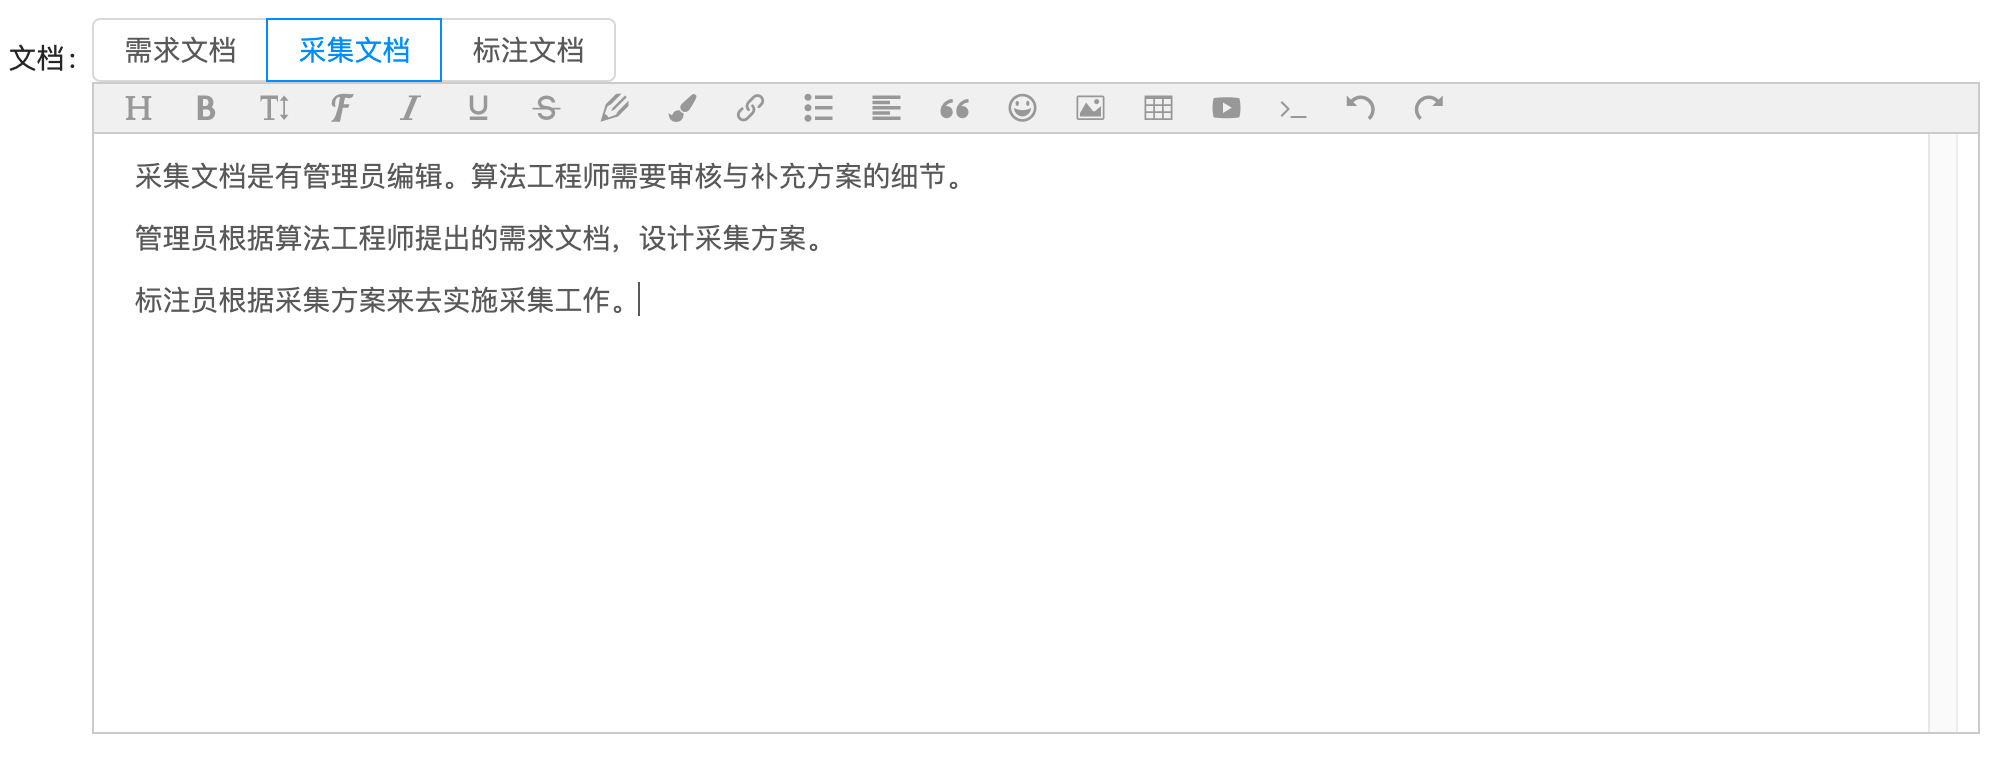 文档：
需求文档 采集文档 标注文档
采集文档是有管理员编辑。算法工程师需要审核与补充方案的细节。
管理员根据算法工程师提出的需求文档，设计采集方案。
标注员根据采集方案来去实施采集工作。